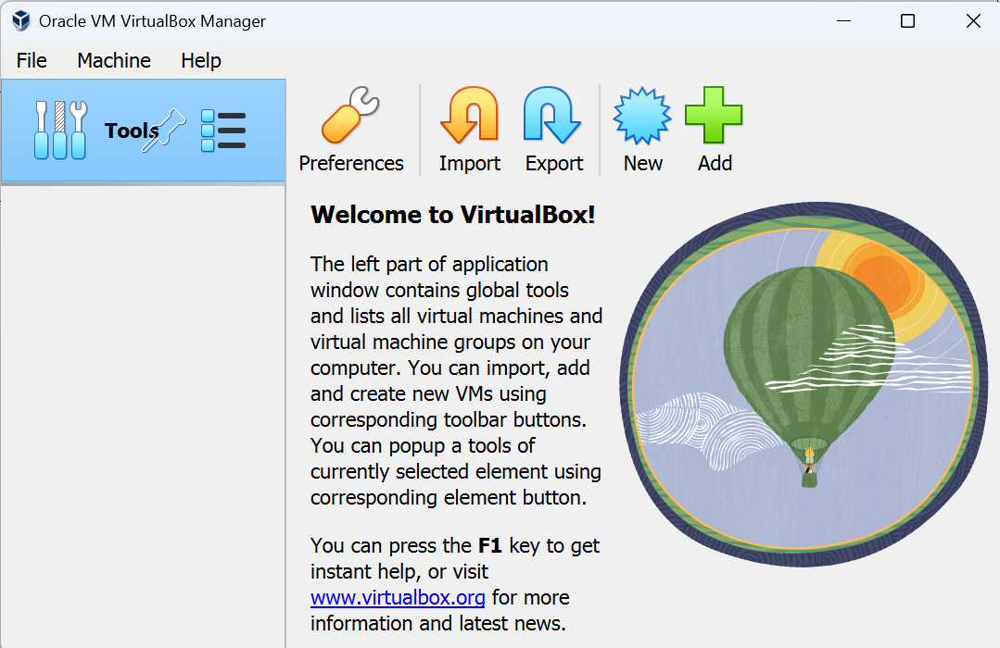 Oracle VM VirtualBox Manager
File Machine Help
Tools
Preferences Import Export New Add
Welcome to VirtualBox!
The left part of application
window contains global tools
and lists all virtual machines and
virtual machine groups on your
computer. You can import, add
and create new VMs using
corresponding toolbar buttons.
You can popup a tools of
currently selected element using
corresponding element button.
You can press the F1 key to get
instant help, or visit
www.virtualbox.org for more
information and latest news.